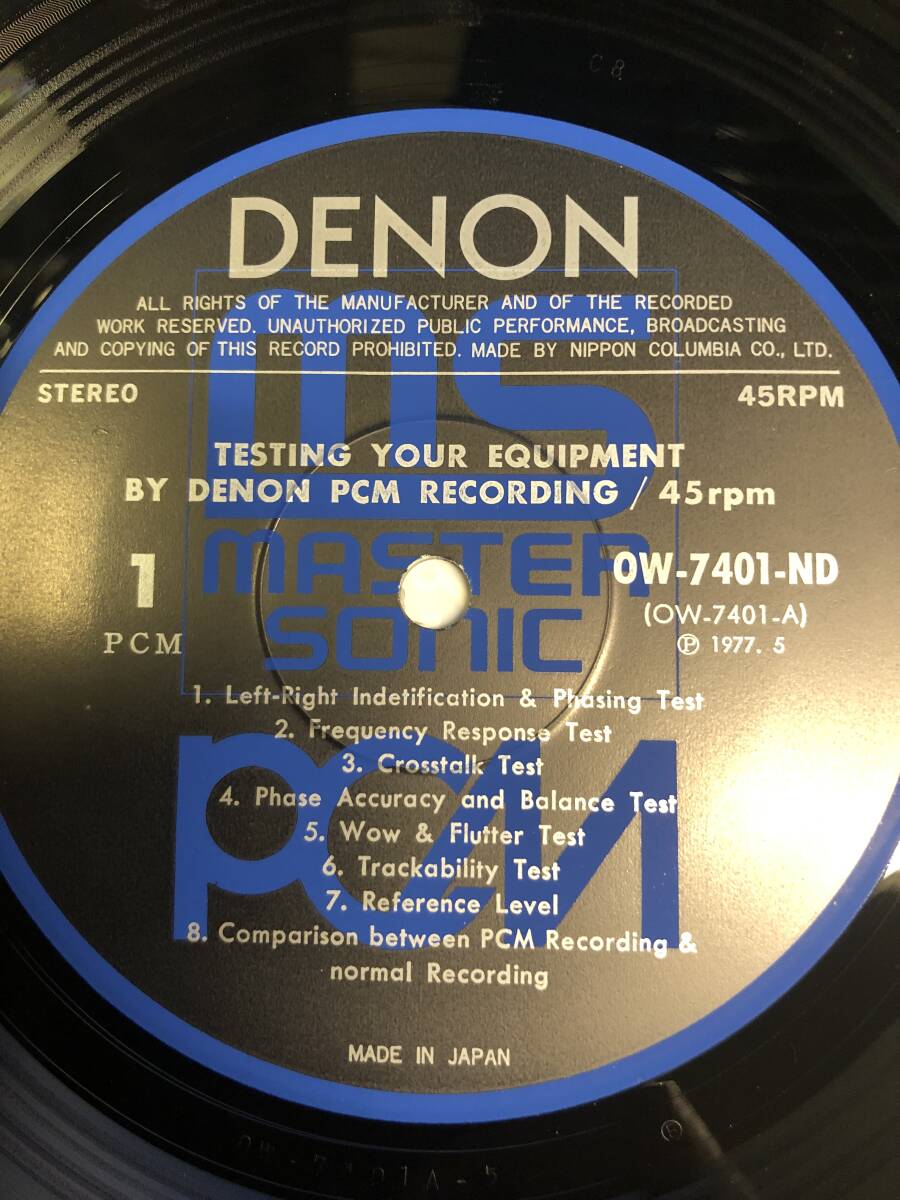 C8
DENON
ALL RIGHTS OF THE MANUFACTURER AND OF THE RECORDED
WORK RESERVED. UNAUTHORIZED PUBLIC PERFORMANCE, BROADCASTING
AND COPYING OF THIS RECORD PROHIBITED. MADE BY NIPPON COLUMBIA CO., LTD.
STEREO 45RPM
MS
TESTING YOUR EQUIPMENT
BY DENON PCM RECORDING / 45rpm
MASTER
SONIC
1 OW-7401-ND
(OW-7401-A)
PCM ℗ 1977. 5
1. Left-Right Indetification & Phasing Test
2. Frequency Response Test
3. Crosstalk Test
4. Phase Accuracy and Balance Test
5. Wow & Flutter Test
6. Trackability Test
7. Reference Level
8. Comparison between PCM Recording &
normal Recording
PCM
MADE IN JAPAN
OW-7401A-5